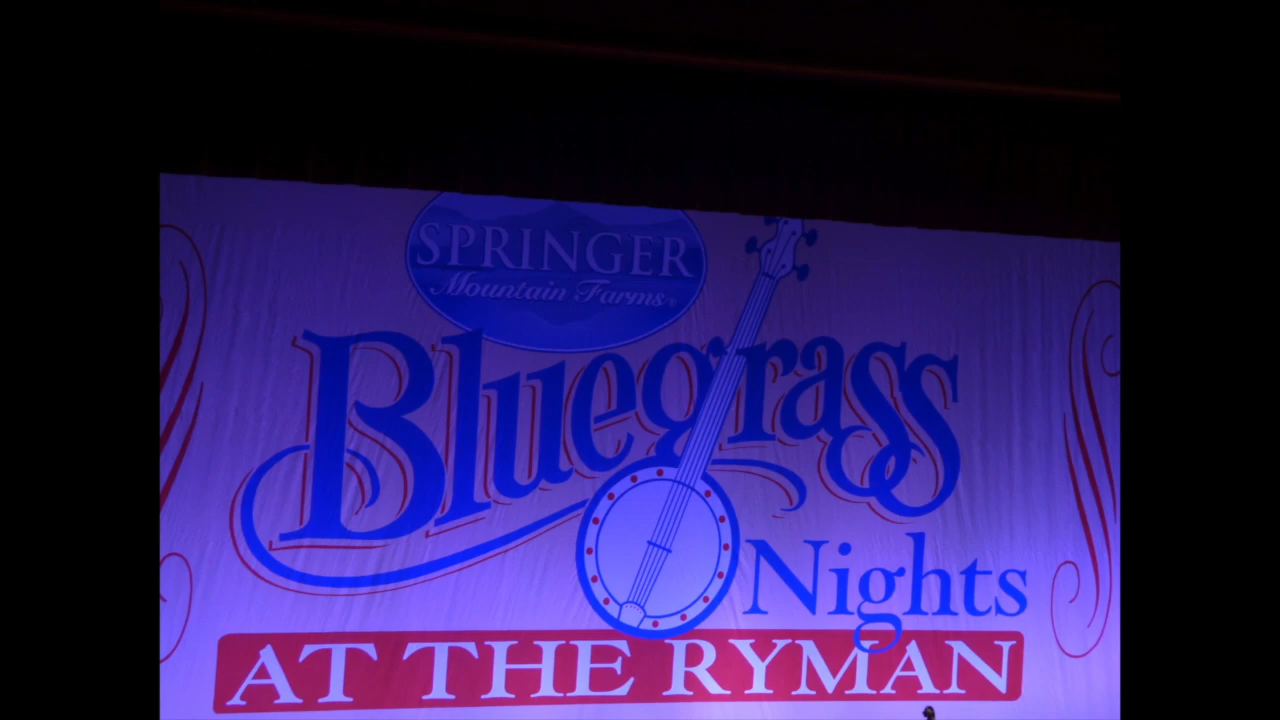 SPRINGER
Mountain Farms®
Bluegrass
Nights
AT THE RYMAN